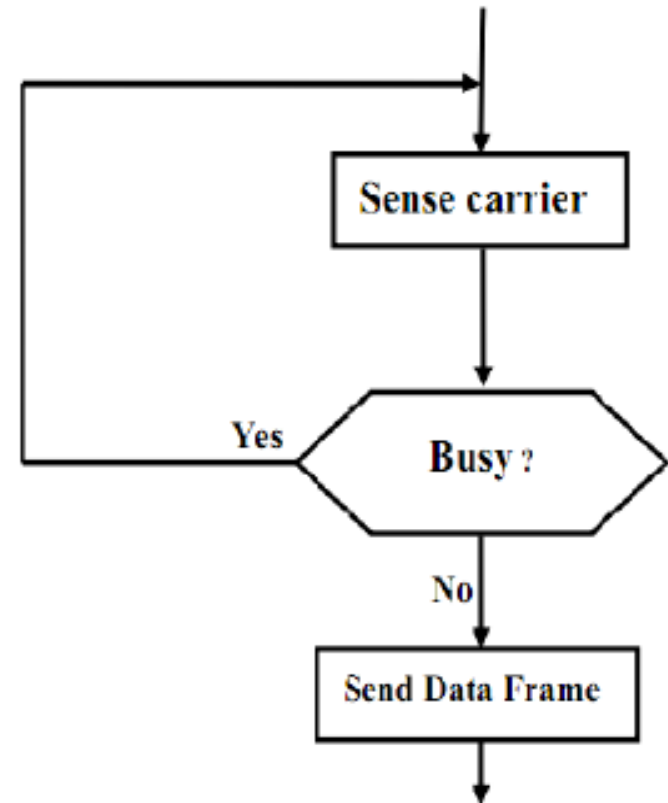 Sense carrier
Yes
Busy ?
No
Send Data Frame